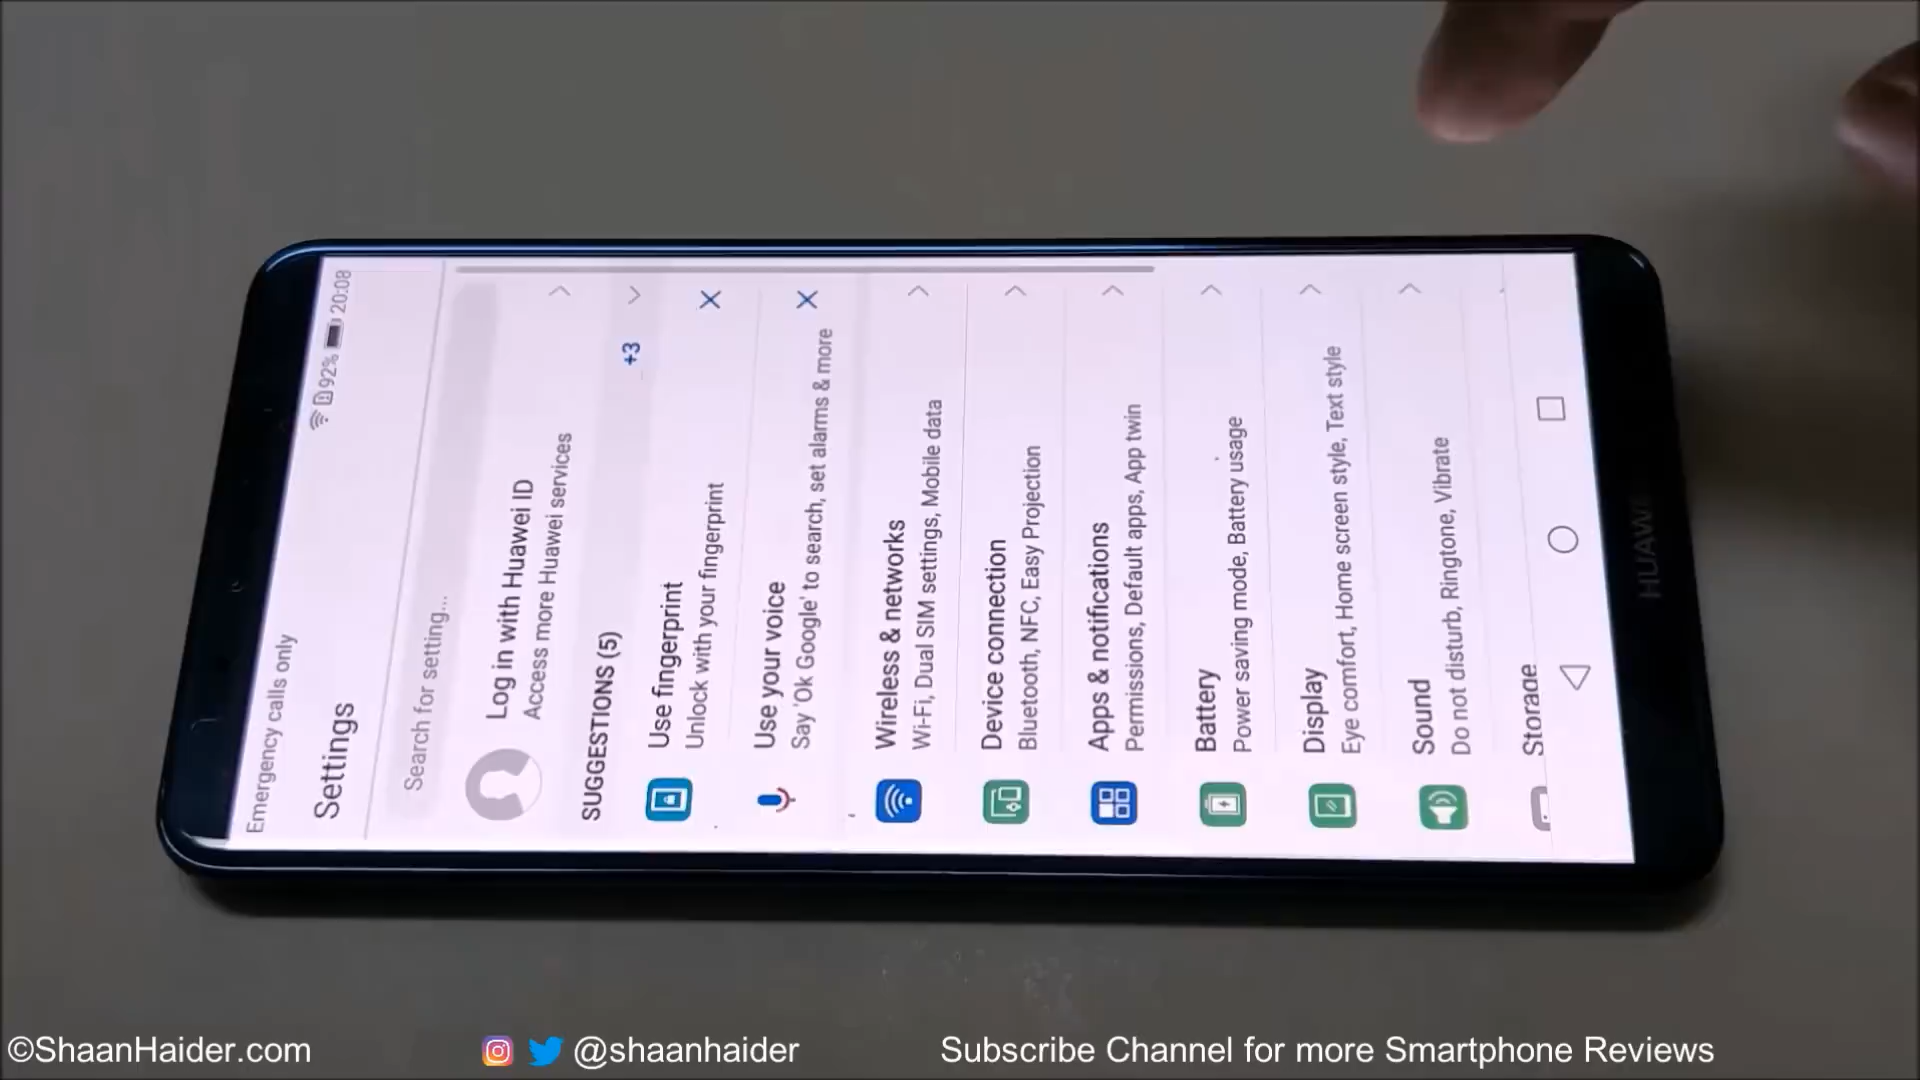 Emergency calls only
92% 20:08
Settings
Search for setting...
Log in with Huawei ID
Access more Huawei services
SUGGESTIONS (5)
+3
Use fingerprint
Unlock with your fingerprint
Use your voice
Say 'Ok Google' to search, set alarms & more
Wireless & networks
Wi-Fi, Dual SIM settings, Mobile data
Device connection
Bluetooth, NFC, Easy Projection
Apps & notifications
Permissions, Default apps, App twin
Battery
Power saving mode, Battery usage
Display
Eye comfort, Home screen style, Text style
Sound
Do not disturb, Ringtone, Vibrate
Storage
HUAWEI
©ShaanHaider.com
@shaanhaider
Subscribe Channel for more Smartphone Reviews